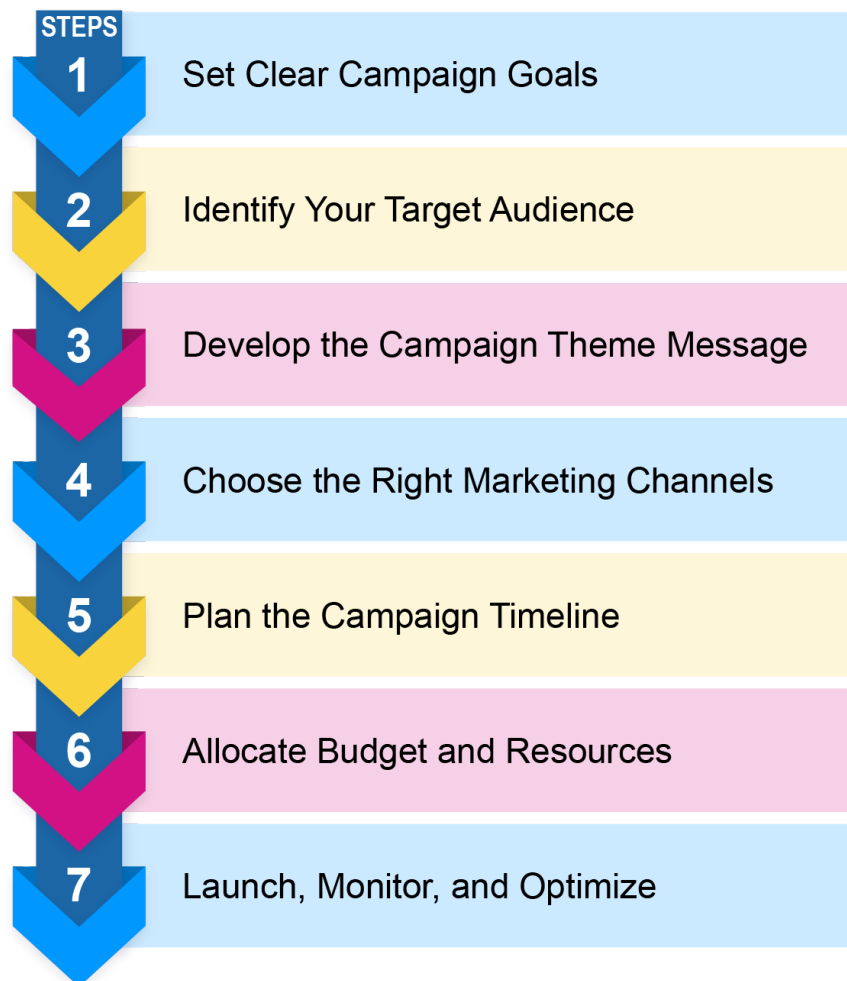 STEPS
1
Set Clear Campaign Goals
2
Identify Your Target Audience
3
Develop the Campaign Theme Message
4
Choose the Right Marketing Channels
5
Plan the Campaign Timeline
6
Allocate Budget and Resources
7
Launch, Monitor, and Optimize